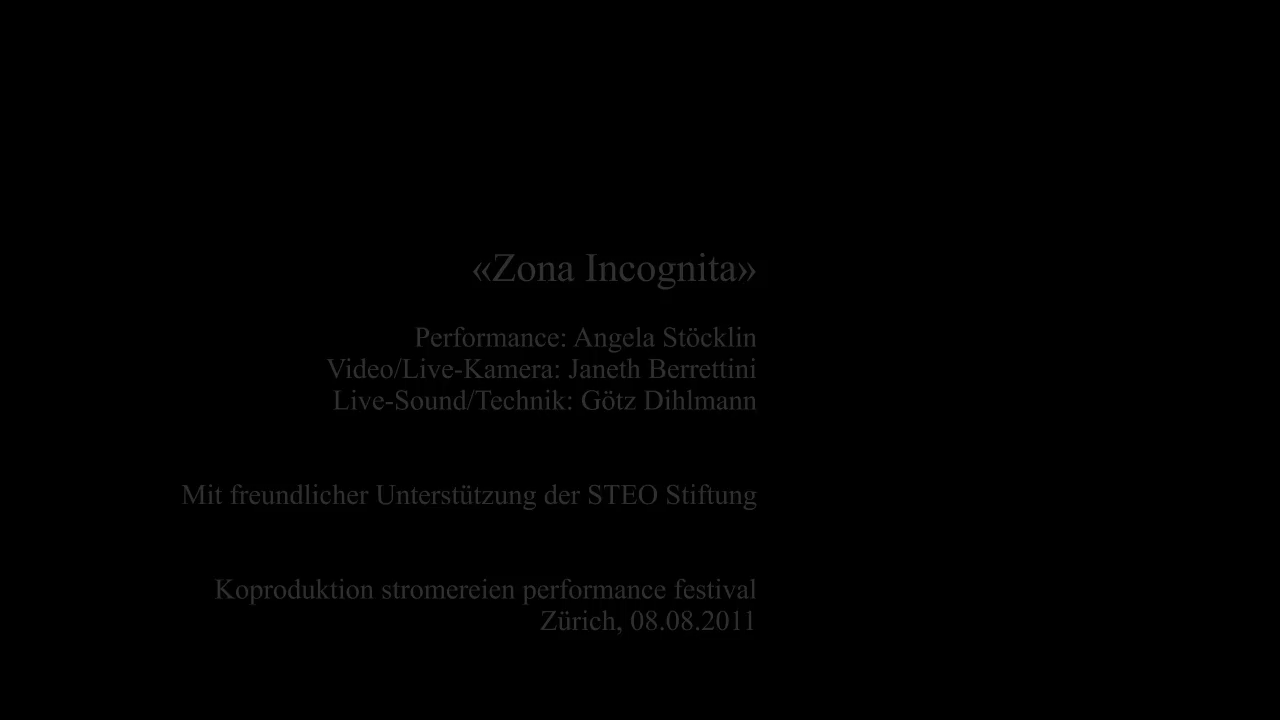 «Zona Incognita»
Performance: Angela Stöcklin
Video/Live-Kamera: Janeth Berrettini
Live-Sound/Technik: Götz Dihlmann
Mit freundlicher Unterstützung der STEO Stiftung
Koproduktion stromereien performance festival
Zürich, 08.08.2011